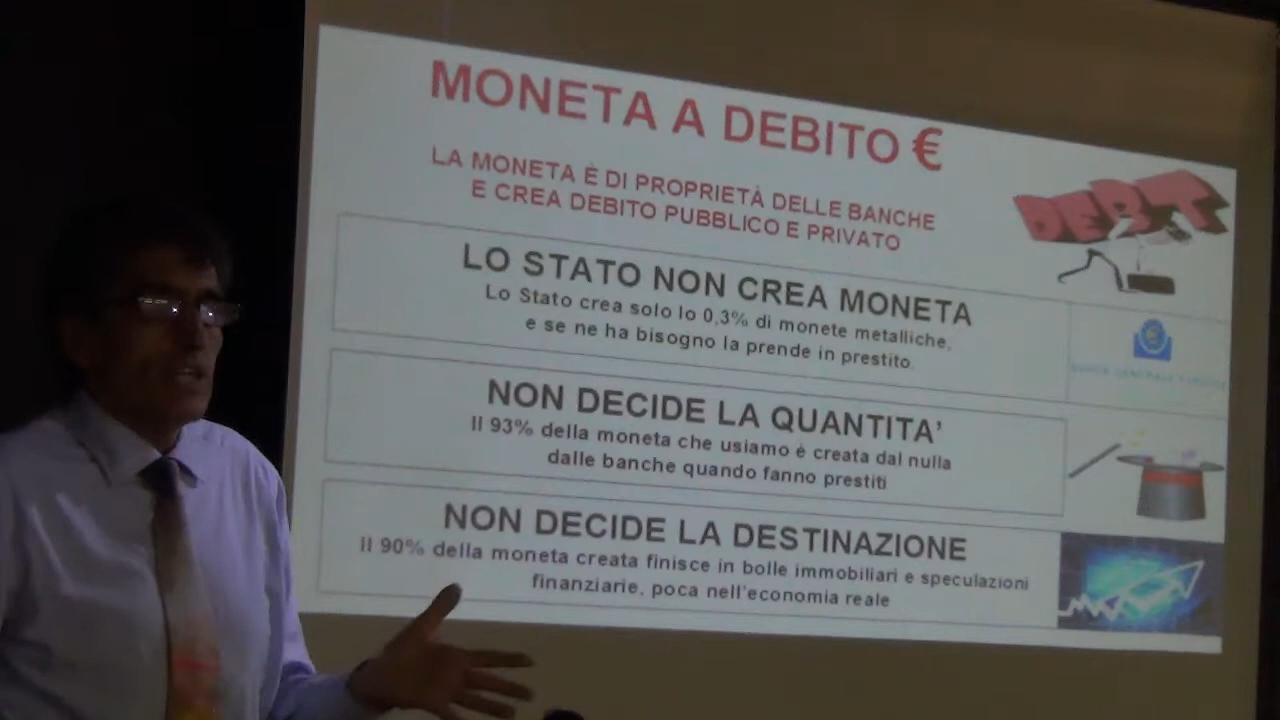 MONETA A DEBITO €
LA MONETA È DI PROPRIETÀ DELLE BANCHE
E CREA DEBITO PUBBLICO E PRIVATO
DEBT
LO STATO NON CREA MONETA
Lo Stato crea solo lo 0,3% di monete metalliche,
e se ne ha bisogno la prende in prestito.
NON DECIDE LA QUANTITA'
Il 93% della moneta che usiamo è creata dal nulla
dalle banche quando fanno prestiti
NON DECIDE LA DESTINAZIONE
Il 90% della moneta creata finisce in bolle immobiliari e speculazioni
finanziarie, poca nell'economia reale